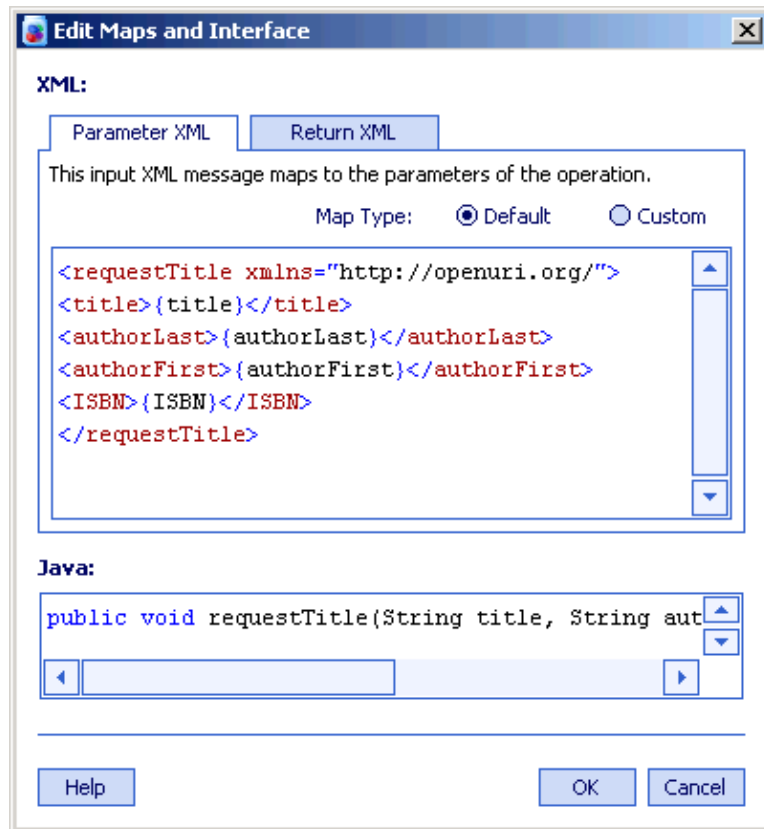 Edit Maps and Interface
XML:
Parameter XML Return XML
This input XML message maps to the parameters of the operation.
Map Type: Default Custom
<requestTitle xmlns="http://openuri.org/">
<title>{title}</title>
<authorLast>{authorLast}</authorLast>
<authorFirst>{authorFirst}</authorFirst>
<ISBN>{ISBN}</ISBN>
</requestTitle>
Java:
public void requestTitle(String title, String aut
Help OK Cancel